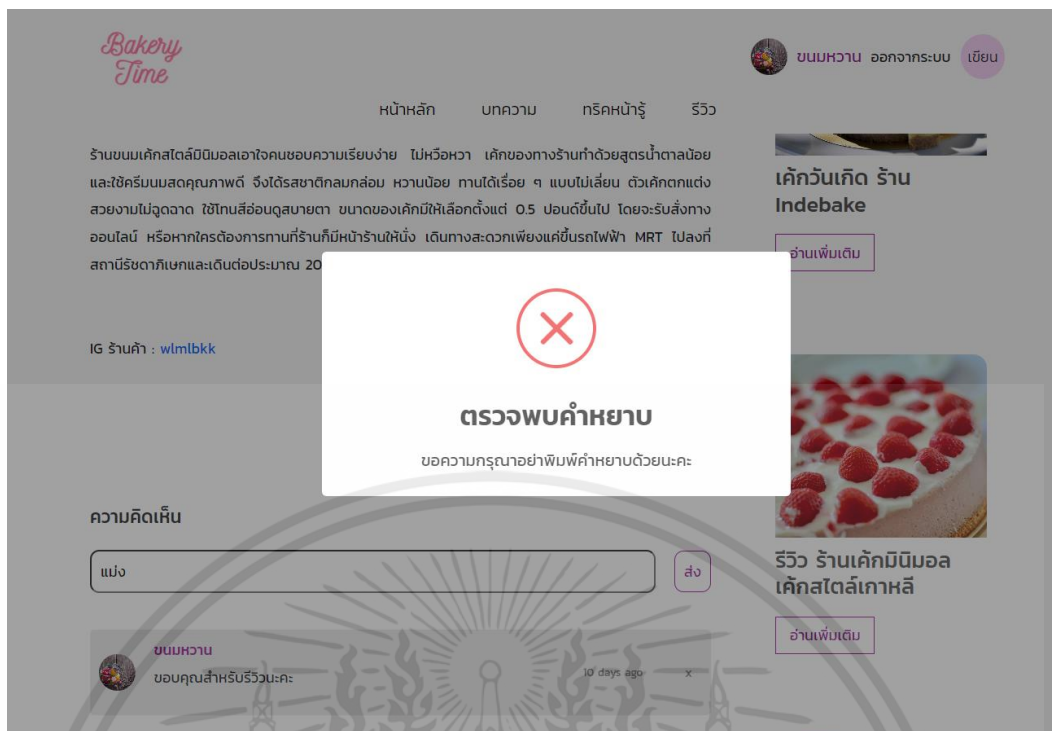 Bakery
Time
ขนมหวาน ออกจากระบบ เขียน
หน้าหลัก บทความ ทริคหน้ารู้ รีวิว
ร้านขนมเค้กสไตล์มินิมอลเอาใจคนชอบความเรียบง่าย ไม่หวือหวา เค้กของทางร้านทำด้วยสูตรน้ำตาลน้อย
และใช้ครีมนมสดคุณภาพดี จึงได้รสชาติกลมกล่อม หวานน้อย ทานได้เรื่อย ๆ แบบไม่เลี่ยน ตัวเค้กตกแต่ง
สวยงามไม่ฉูดฉาด ใช้โทนสีอ่อนดูสบายตา ขนาดของเค้กมีให้เลือกตั้งแต่ 0.5 ปอนด์ขึ้นไป โดยจะรับสั่งทาง
ออนไลน์ หรือหากใครต้องการทานที่ร้านก็มีหน้าร้านให้นั่ง เดินทางสะดวกเพียงแค่ขึ้นรถไฟฟ้า MRT ไปลงที่
สถานีรัชดาภิเษกและเดินต่อประมาณ 20
IG ร้านค้า : wlmlbkk
ตรวจพบคำหยาบ
ขอความกรุณาอย่าพิมพ์คำหยาบด้วยนะคะ
ความคิดเห็น
แม่ง
ส่ง
ขนมหวาน
ขอบคุณสำหรับรีวิวนะคะ
10 days ago x
เค้กวันเกิด ร้าน
Indebake
อ่านเพิ่มเติม
รีวิว ร้านเค้กมินิมอล
เค้กสไตล์เกาหลี
อ่านเพิ่มเติม